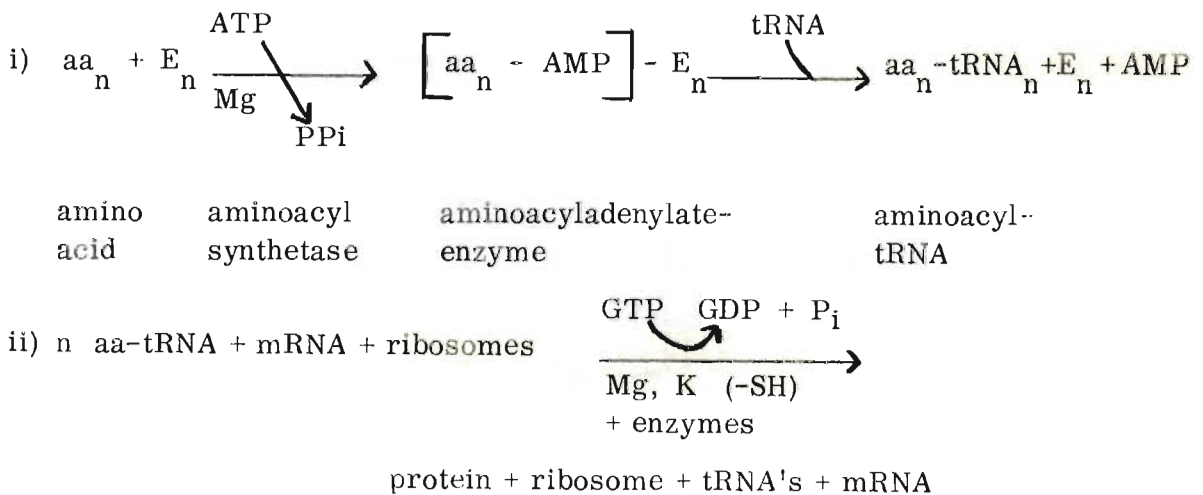 ATP tRNA
i) aa_n + E_n → [aa_n - AMP] - E_n → aa_n-tRNA_n +E_n + AMP
Mg
PPi
amino aminoacyl aminoacyladenylate- aminoacyl-
acid synthetase enzyme tRNA
GTP GDP + P_i
ii) n aa-tRNA + mRNA + ribosomes →
Mg, K (-SH)
+ enzymes
protein + ribosome + tRNA's + mRNA